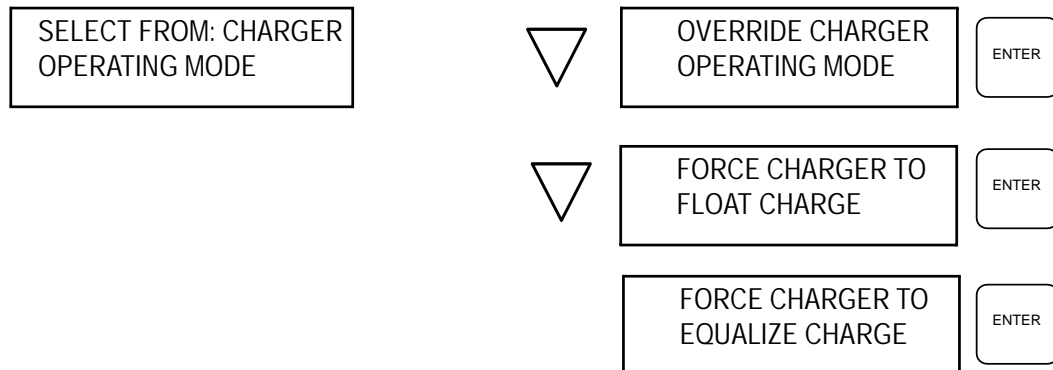 SELECT FROM: CHARGER
OPERATING MODE
OVERRIDE CHARGER
OPERATING MODE
ENTER
FORCE CHARGER TO
FLOAT CHARGE
ENTER
FORCE CHARGER TO
EQUALIZE CHARGE
ENTER